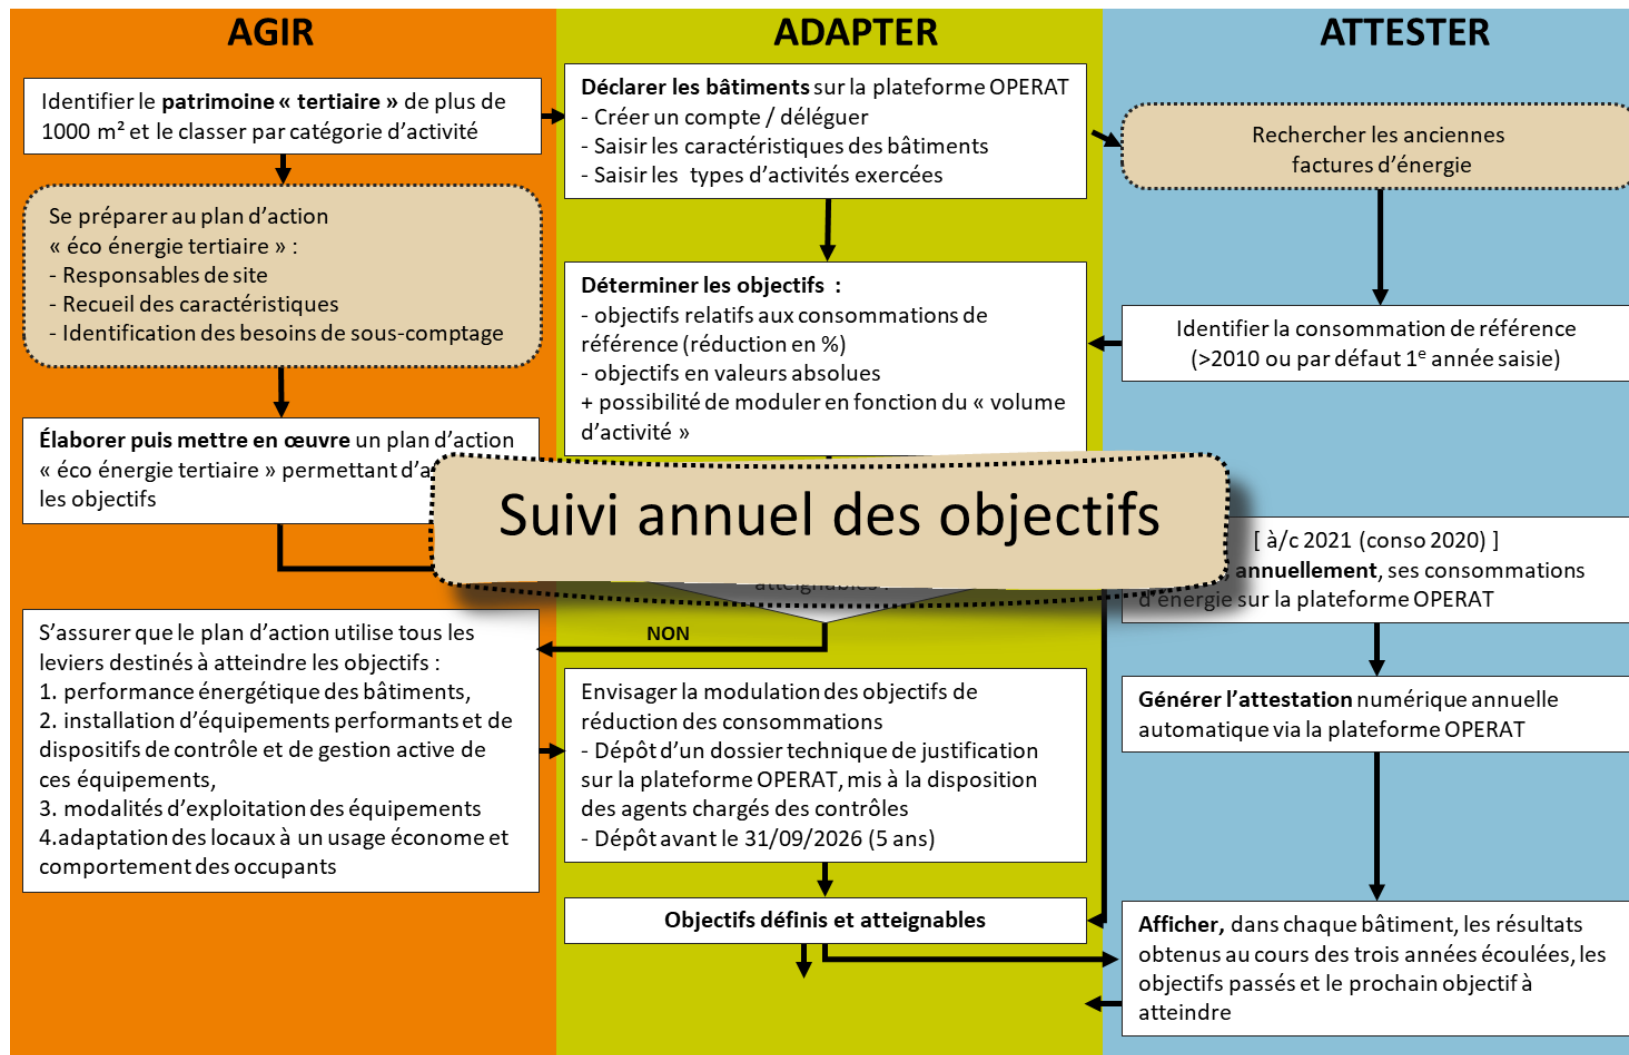 AGIR
Identifier le patrimoine « tertiaire » de plus de
1000 m² et le classer par catégorie d’activité
Se préparer au plan d’action
« éco énergie tertiaire » :
- Responsables de site
- Recueil des caractéristiques
- Identification des besoins de sous-comptage
Élaborer puis mettre en œuvre un plan d’action
« éco énergie tertiaire » permettant
les objectifs
S’assurer que le plan d’action utilise tous les
leviers destinés à atteindre les objectifs :
1. performance énergétique des bâtiments,
2. installation d’équipements performants et de
dispositifs de contrôle et de gestion active de
ces équipements,
3. modalités d’exploitation des équipements
4.adaptation des locaux à un usage économe et
comportement des occupants
ADAPTER
Déclarer les bâtiments sur la plateforme OPERAT
- Créer un compte / déléguer
- Saisir les caractéristiques des bâtiments
- Saisir les types d’activités exercées
Déterminer les objectifs :
- objectifs relatifs aux consommations de
référence (réduction en %)
- objectifs en valeurs absolues
+ possibilité de moduler en fonction du « volume
d’activité »
Suivi annuel des objectifs
NON
Envisager la modulation des objectifs de
réduction des consommations
- Dépôt d’un dossier technique de justification
sur la plateforme OPERAT, mis à la disposition
des agents chargés des contrôles
- Dépôt avant le 31/09/2026 (5 ans)
Objectifs définis et atteignables
ATTESTER
Rechercher les anciennes
factures d’énergie
Identifier la consommation de référence
(>2010 ou par défaut 1ᵉ année saisie)
[ à/c 2021 (conso 2020) ]
annuellement, ses consommations
d’énergie sur la plateforme OPERAT
Générer l’attestation numérique annuelle
automatique via la plateforme OPERAT
Afficher, dans chaque bâtiment, les résultats
obtenus au cours des trois années écoulées, les
objectifs passés et le prochain objectif à
atteindre